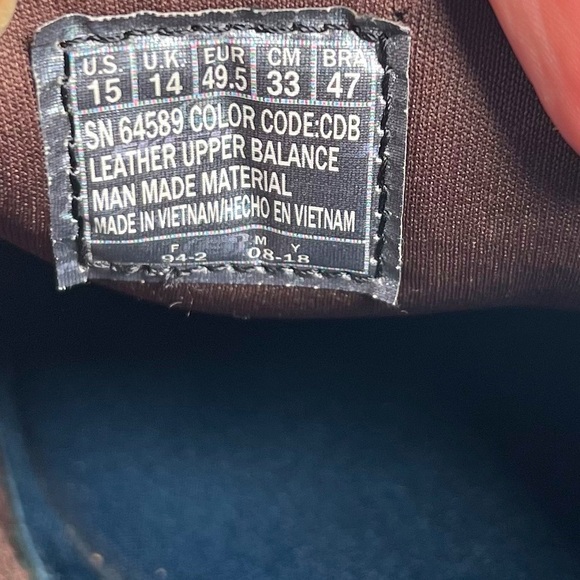 U.S U.K. EUR CM BRA
15 14 49.5 33 47
SN 64589 COLOR CODE:CDB
LEATHER UPPER BALANCE
MAN MADE MATERIAL
MADE IN VIETNAM/HECHO EN VIETNAM
F M Y
94-2 08-18